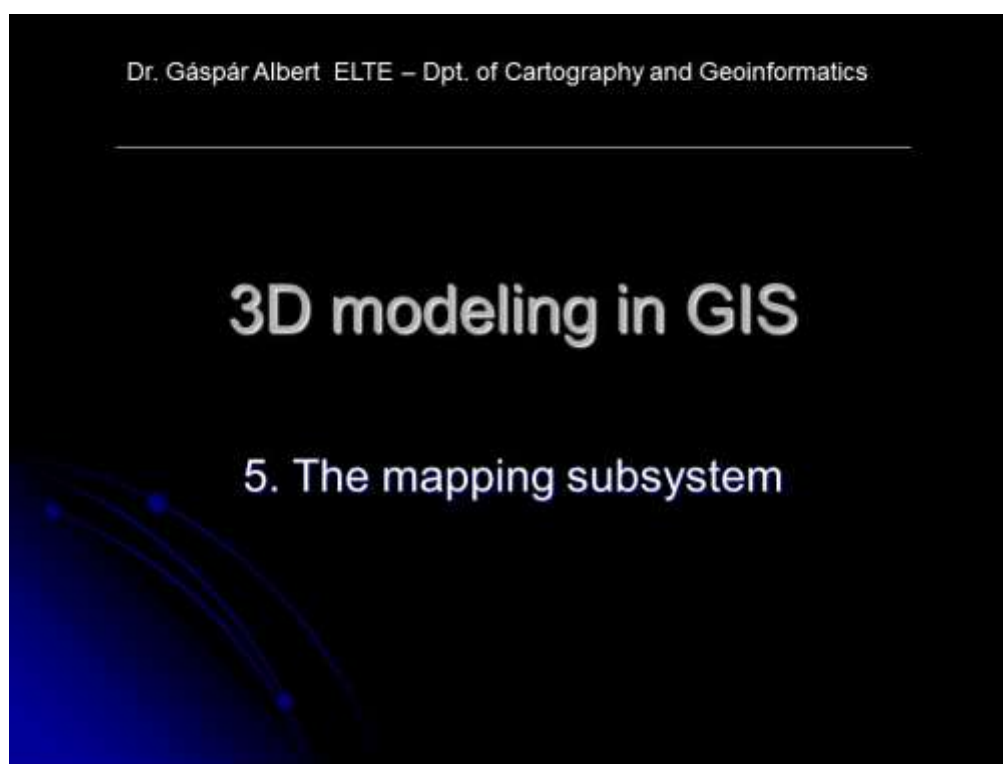 Dr. Gáspár Albert ELTE – Dpt. of Cartography and Geoinformatics
3D modeling in GIS
5. The mapping subsystem